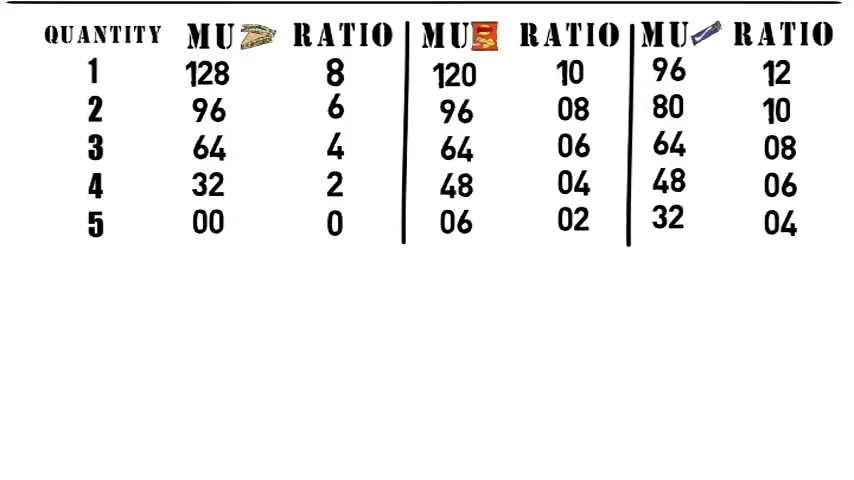 QUANTITY MU RATIO MU RATIO MU RATIO
1 128 8 120 10 96 12
2 96 6 96 08 80 10
3 64 4 64 06 64 08
4 32 2 48 04 48 06
5 00 0 06 02 32 04